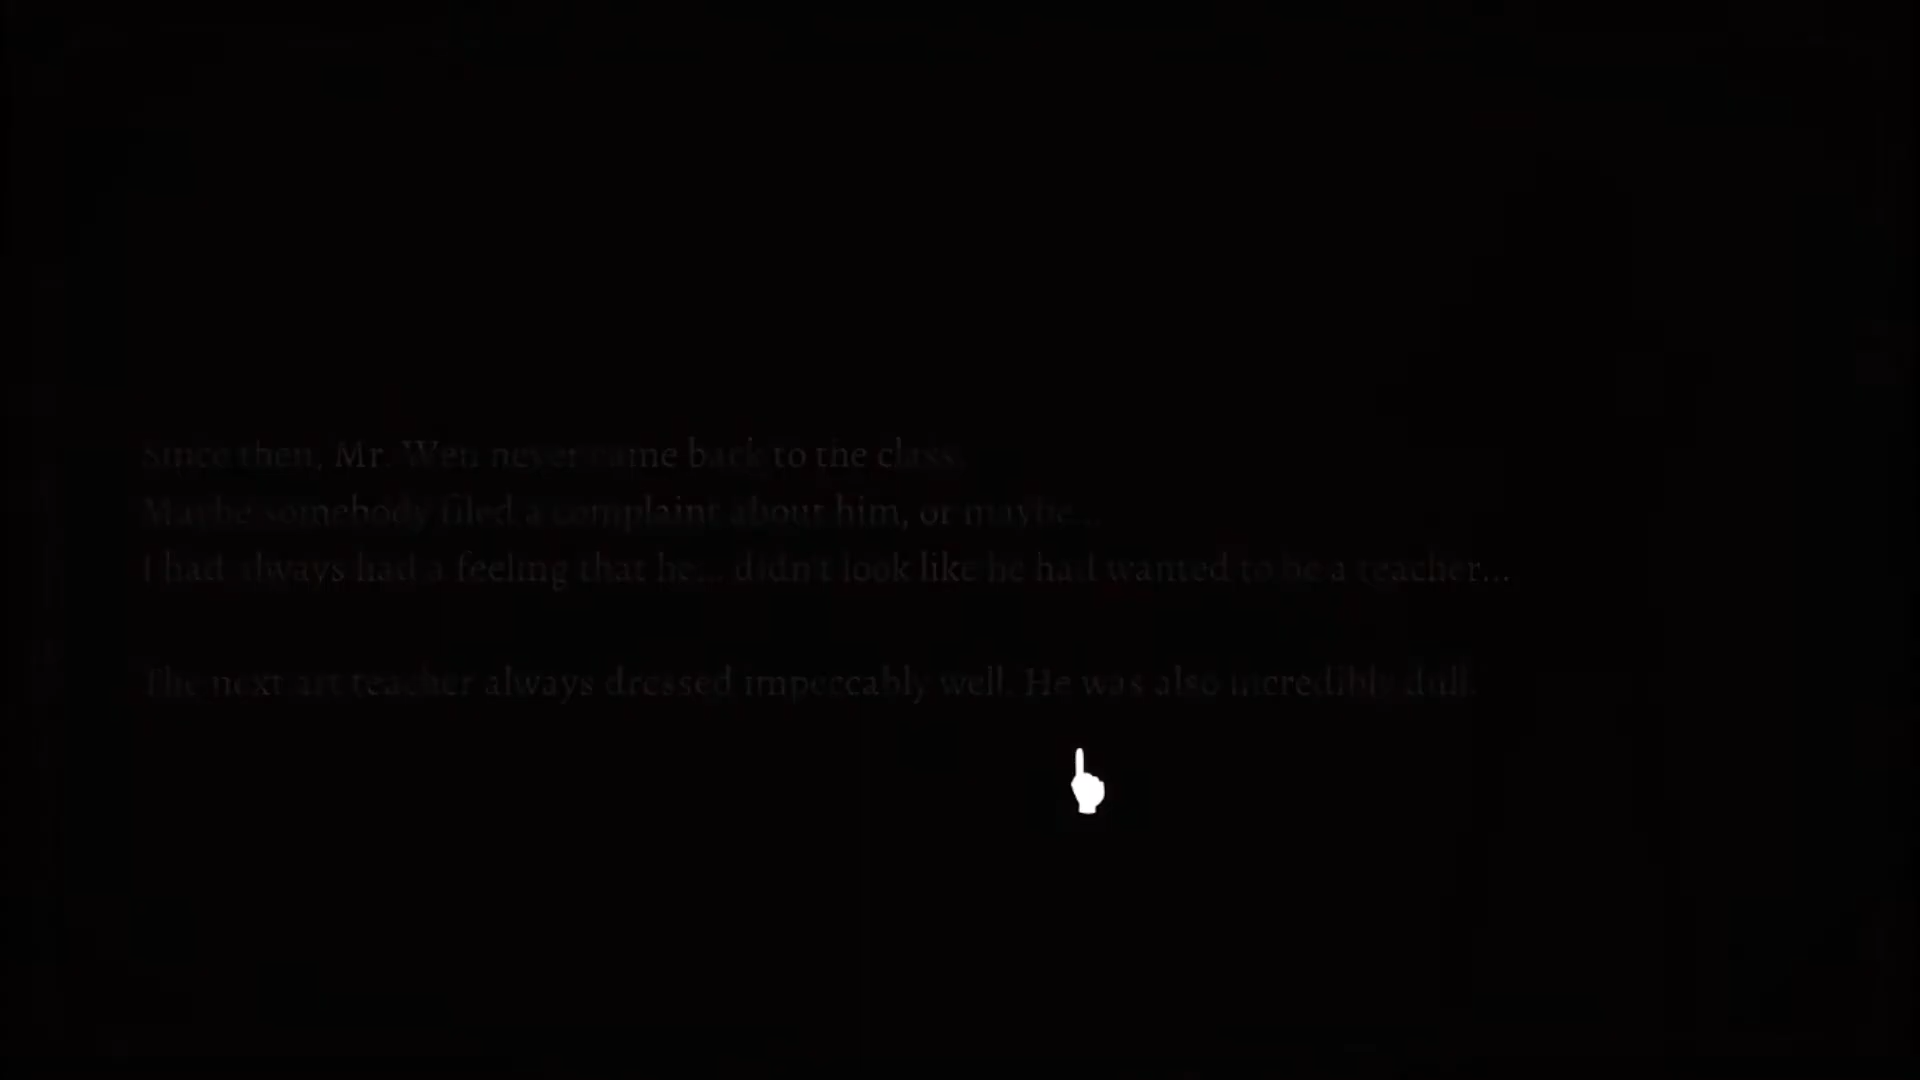 Since then, Mr. Wen never came back to the class.
Maybe somebody filed a complaint about him, or maybe...
I had always had a feeling that he... didn't look like he had wanted to be a teacher...
The next art teacher always dressed impeccably well. He was also incredibly dull.